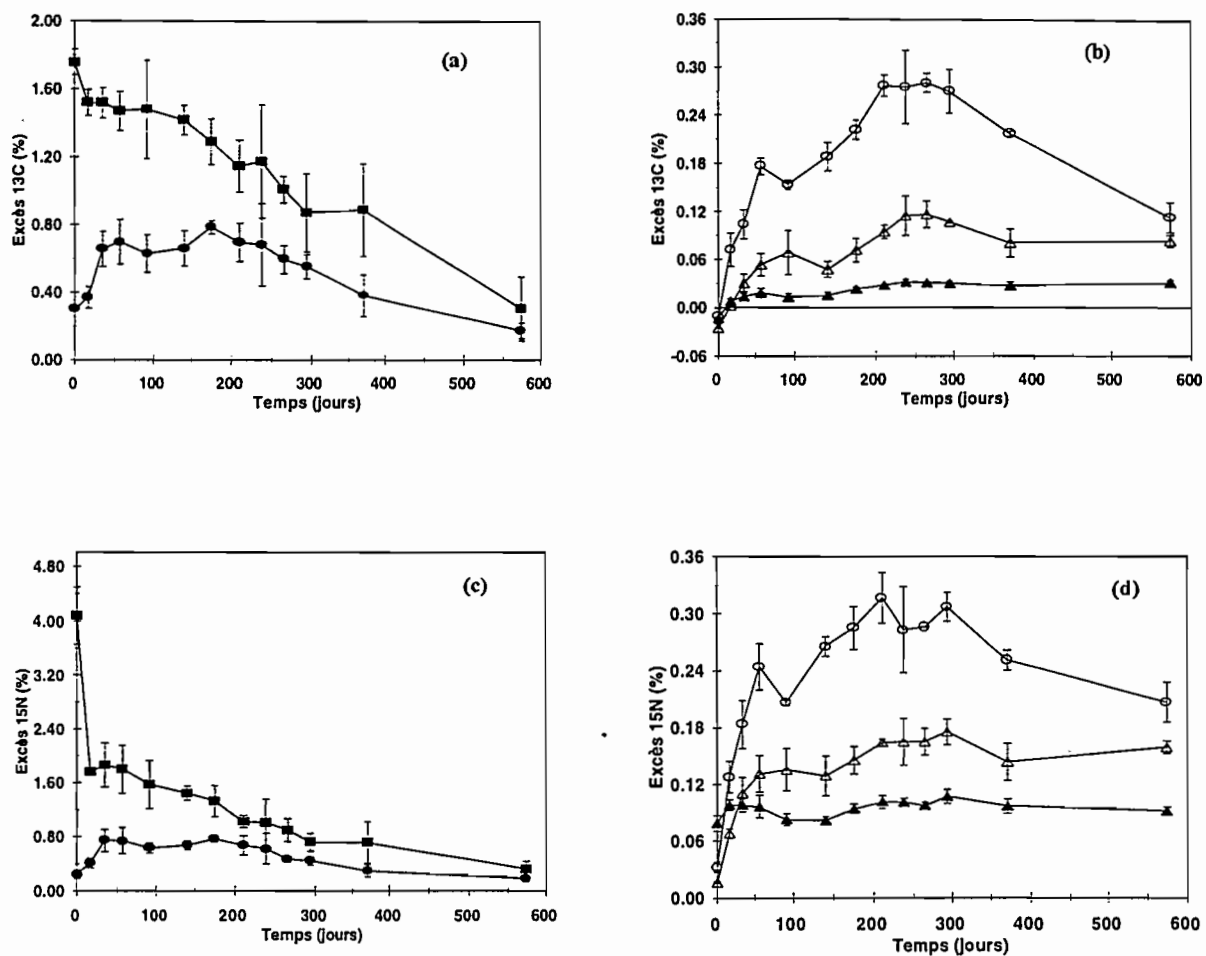 (a)
Excès 13C (%)
2.00
1.60
1.20
0.80
0.40
0.00
0 100 200 300 400 500 600
Temps (jours)
(b)
Excès 13C (%)
0.36
0.30
0.24
0.18
0.12
0.06
0.00
-0.06
0 100 200 300 400 500 600
Temps (jours)
(c)
Excès 15N (%)
4.80
4.00
3.20
2.40
1.60
0.80
0.00
0 100 200 300 400 500 600
Temps (jours)
(d)
Excès 15N (%)
0.36
0.30
0.24
0.18
0.12
0.06
0.00
0 100 200 300 400 500 600
Temps (jours)